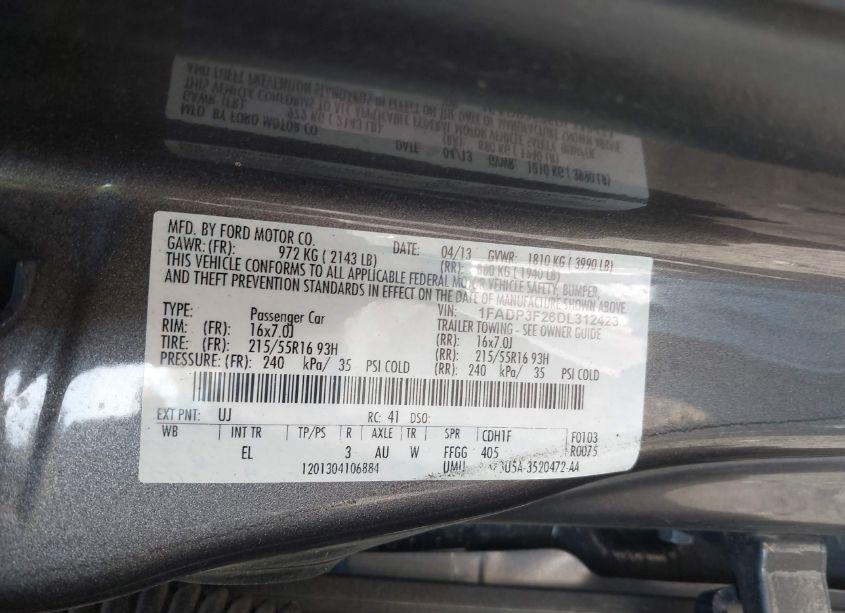 MFD. BY FORD MOTOR CO.
DATE: 04/13 GVWR: 1810 KG ( 3990 LB)
GAWR: (FR): 972 KG ( 2143 LB) (RR): 880 KG ( 1940 LB)
THIS VEHICLE CONFORMS TO ALL APPLICABLE FEDERAL MOTOR VEHICLE SAFETY, BUMPER,
AND THEFT PREVENTION STANDARDS IN EFFECT ON THE DATE OF MANUFACTURE SHOWN ABOVE.
VIN: 1FADP3F26DL312423
TYPE: Passenger Car TRAILER TOWING - SEE OWNER GUIDE
RIM: (FR) 16x7.0J (RR): 16x7.0J
TIRE: (FR) 215/55R16 93H (RR): 215/55R16 93H
PRESSURE: (FR) 240 kPa/ 35 PSI COLD (RR): 240 kPa/ 35 PSI COLD
EXT PNT: UJ RC: 41 DSO:
WB INT TR TP/PS R AXLE TR SPR CDH1F F0103
EL 3 AU W FFGG 405 R0075
1201304106884 UMU 5A-3520472-AA